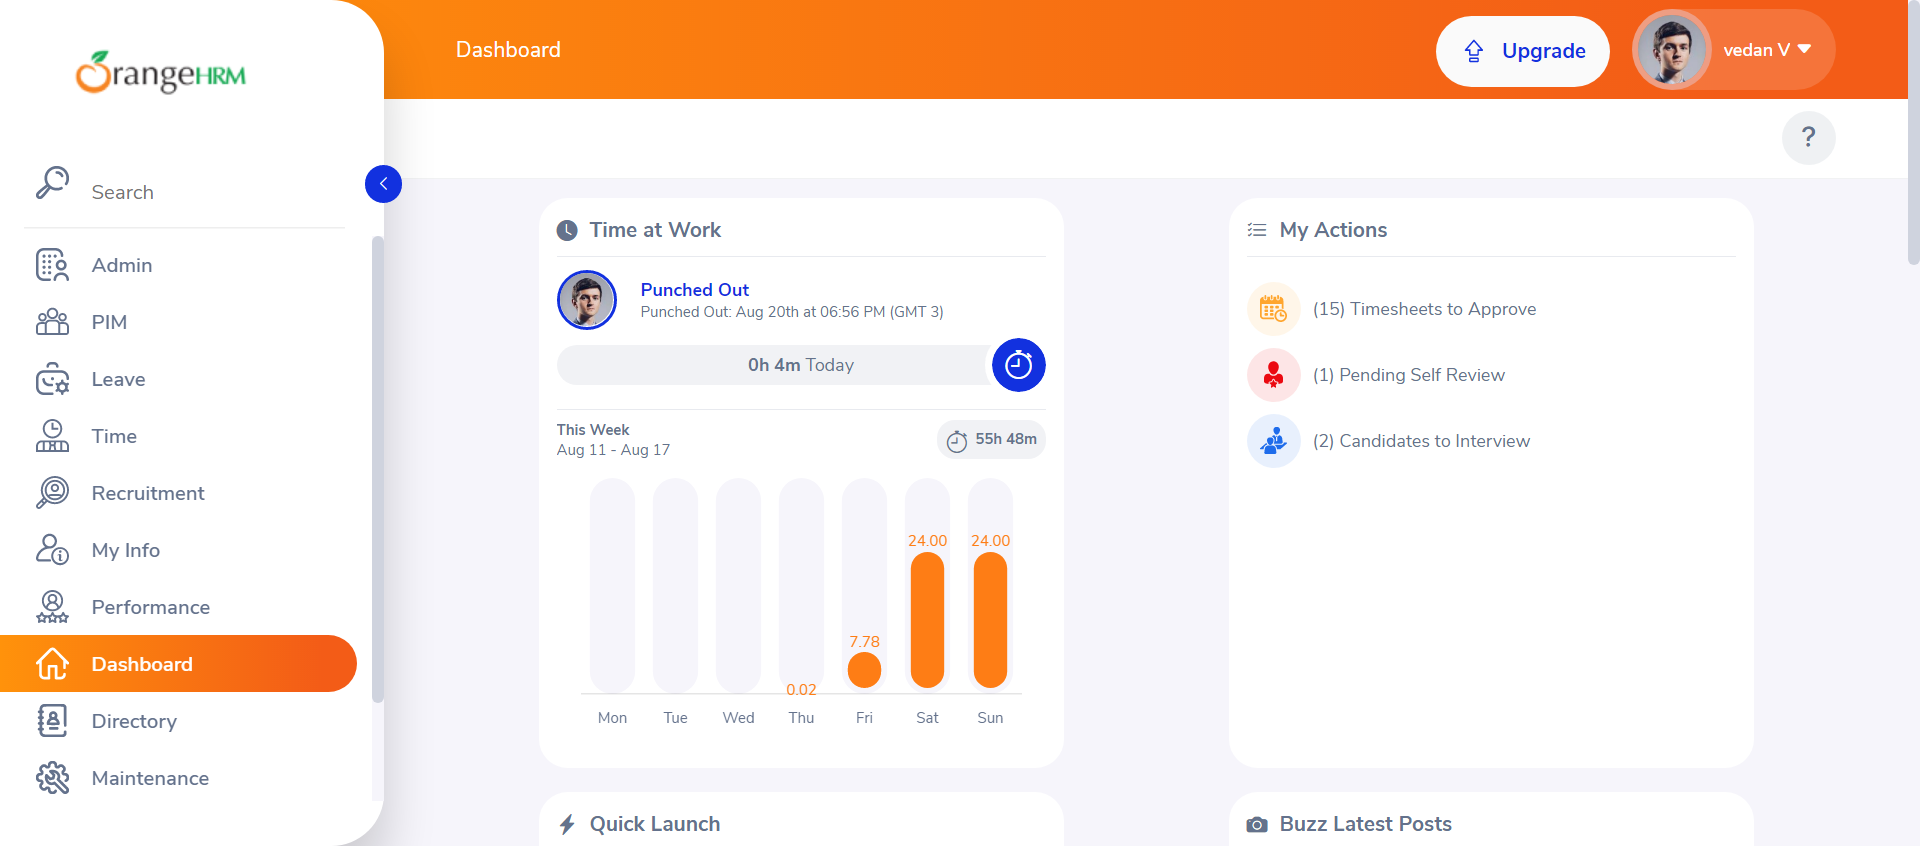 OrangeHRM
Dashboard
Upgrade
vedan V
?
Search
Admin
PIM
Leave
Time
Recruitment
My Info
Performance
Dashboard
Directory
Maintenance
Time at Work
Punched Out
Punched Out: Aug 20th at 06:56 PM (GMT 3)
0h 4m Today
This Week
Aug 11 - Aug 17
55h 48m
24.00 24.00
7.78
0.02
Mon Tue Wed Thu Fri Sat Sun
My Actions
(15) Timesheets to Approve
(1) Pending Self Review
(2) Candidates to Interview
Quick Launch
Buzz Latest Posts